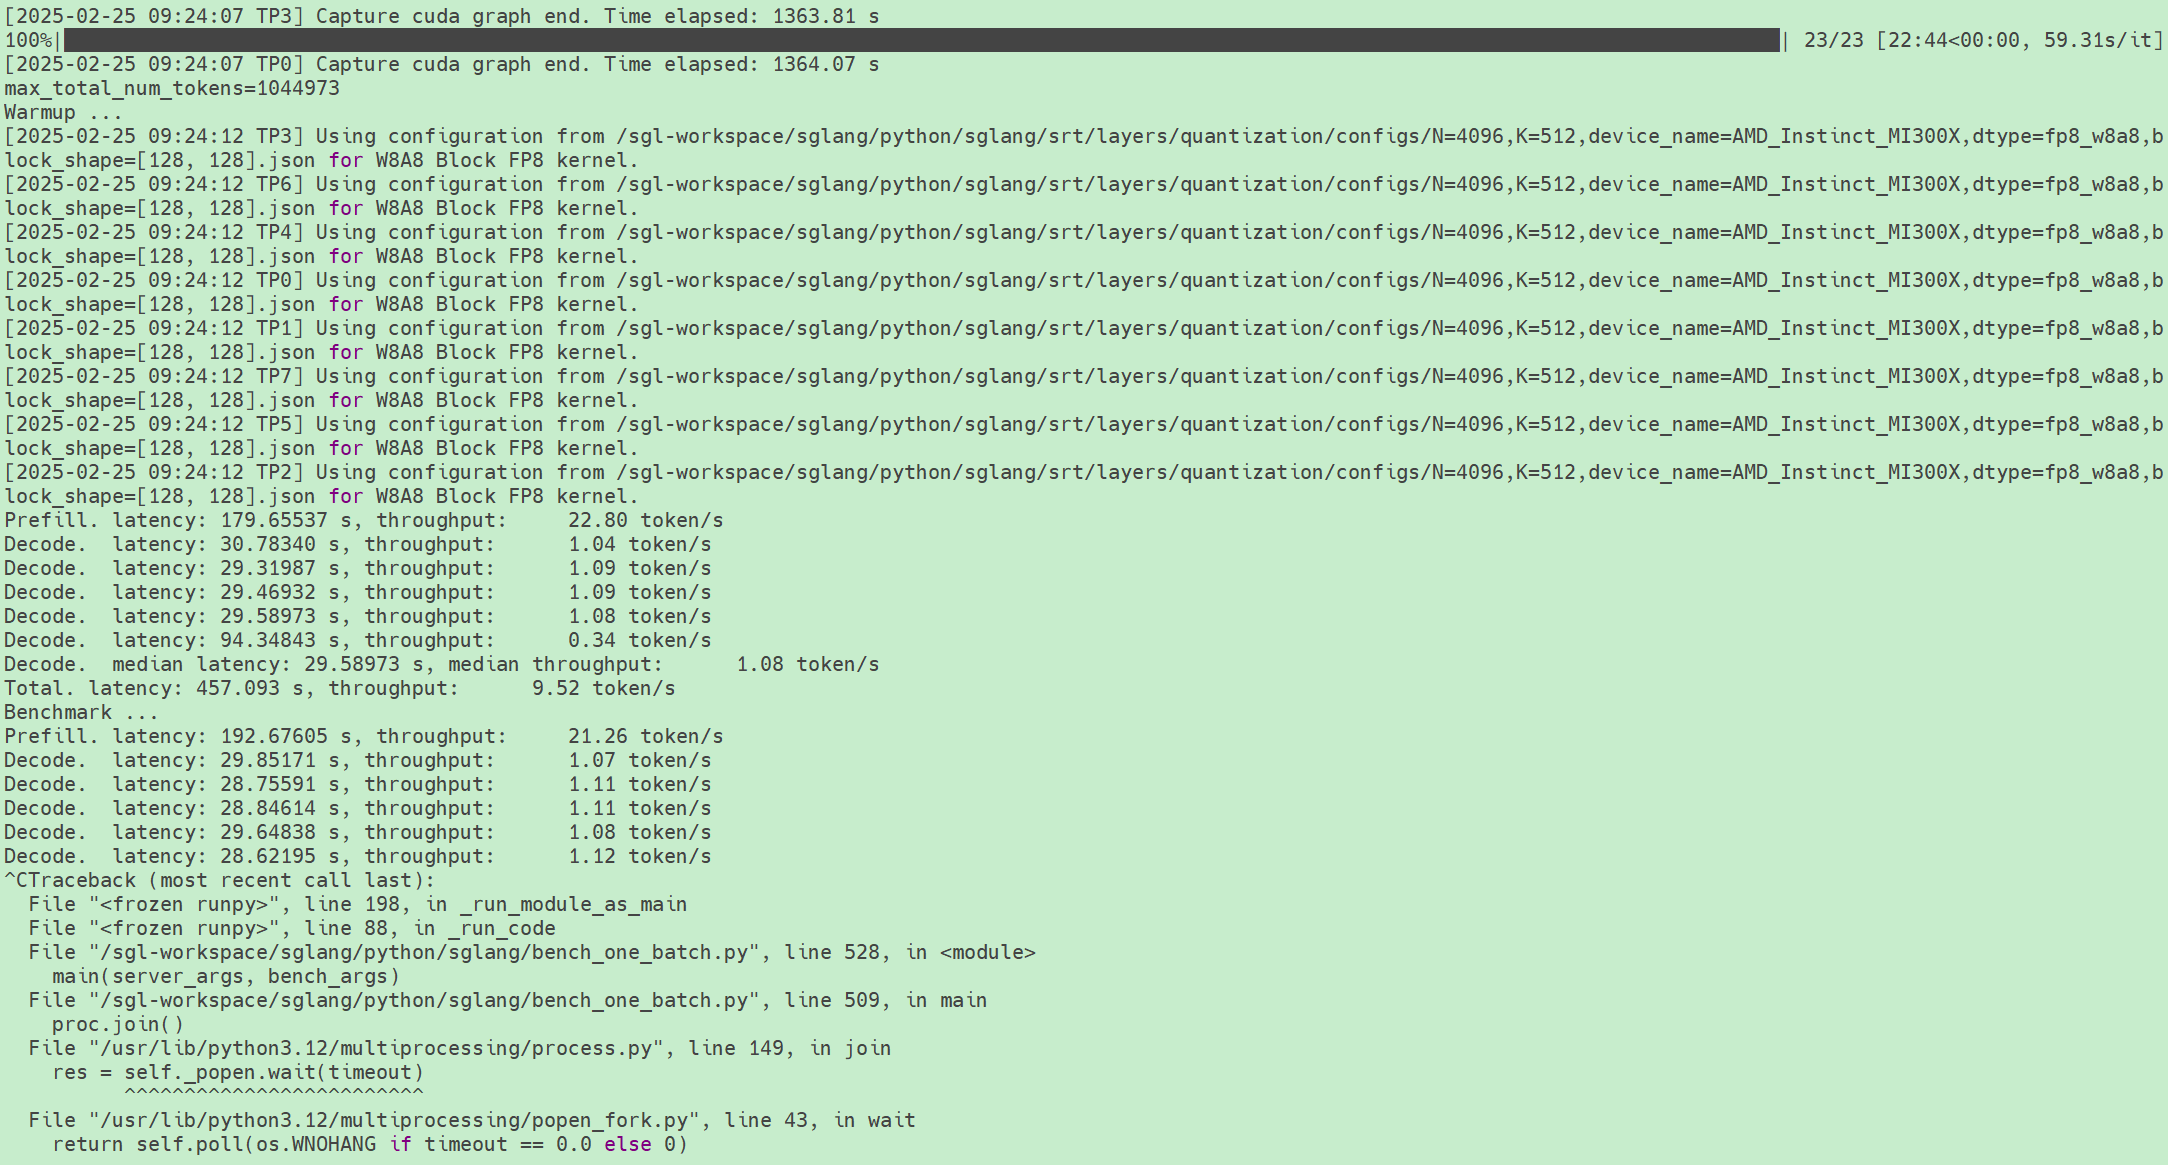 [2025-02-25 09:24:07 TP3] Capture cuda graph end. Time elapsed: 1363.81 s
100%|██████████| 23/23 [22:44<00:00, 59.31s/it]
[2025-02-25 09:24:07 TP0] Capture cuda graph end. Time elapsed: 1364.07 s
max_total_num_tokens=1044973
Warmup ...
[2025-02-25 09:24:12 TP3] Using configuration from /sgl-workspace/sglang/python/sglang/srt/layers/quantization/configs/N=4096,K=512,device_name=AMD_Instinct_MI300X,dtype=fp8_w8a8,b
lock_shape=[128, 128].json for W8A8 Block FP8 kernel.
[2025-02-25 09:24:12 TP6] Using configuration from /sgl-workspace/sglang/python/sglang/srt/layers/quantization/configs/N=4096,K=512,device_name=AMD_Instinct_MI300X,dtype=fp8_w8a8,b
lock_shape=[128, 128].json for W8A8 Block FP8 kernel.
[2025-02-25 09:24:12 TP4] Using configuration from /sgl-workspace/sglang/python/sglang/srt/layers/quantization/configs/N=4096,K=512,device_name=AMD_Instinct_MI300X,dtype=fp8_w8a8,b
lock_shape=[128, 128].json for W8A8 Block FP8 kernel.
[2025-02-25 09:24:12 TP0] Using configuration from /sgl-workspace/sglang/python/sglang/srt/layers/quantization/configs/N=4096,K=512,device_name=AMD_Instinct_MI300X,dtype=fp8_w8a8,b
lock_shape=[128, 128].json for W8A8 Block FP8 kernel.
[2025-02-25 09:24:12 TP1] Using configuration from /sgl-workspace/sglang/python/sglang/srt/layers/quantization/configs/N=4096,K=512,device_name=AMD_Instinct_MI300X,dtype=fp8_w8a8,b
lock_shape=[128, 128].json for W8A8 Block FP8 kernel.
[2025-02-25 09:24:12 TP7] Using configuration from /sgl-workspace/sglang/python/sglang/srt/layers/quantization/configs/N=4096,K=512,device_name=AMD_Instinct_MI300X,dtype=fp8_w8a8,b
lock_shape=[128, 128].json for W8A8 Block FP8 kernel.
[2025-02-25 09:24:12 TP5] Using configuration from /sgl-workspace/sglang/python/sglang/srt/layers/quantization/configs/N=4096,K=512,device_name=AMD_Instinct_MI300X,dtype=fp8_w8a8,b
lock_shape=[128, 128].json for W8A8 Block FP8 kernel.
[2025-02-25 09:24:12 TP2] Using configuration from /sgl-workspace/sglang/python/sglang/srt/layers/quantization/configs/N=4096,K=512,device_name=AMD_Instinct_MI300X,dtype=fp8_w8a8,b
lock_shape=[128, 128].json for W8A8 Block FP8 kernel.
Prefill. latency: 179.65537 s, throughput:     22.80 token/s
Decode.  latency: 30.78340 s, throughput:      1.04 token/s
Decode.  latency: 29.31987 s, throughput:      1.09 token/s
Decode.  latency: 29.46932 s, throughput:      1.09 token/s
Decode.  latency: 29.58973 s, throughput:      1.08 token/s
Decode.  latency: 94.34843 s, throughput:      0.34 token/s
Decode.  median latency: 29.58973 s, median throughput:      1.08 token/s
Total. latency: 457.093 s, throughput:      9.52 token/s
Benchmark ...
Prefill. latency: 192.67605 s, throughput:     21.26 token/s
Decode.  latency: 29.85171 s, throughput:      1.07 token/s
Decode.  latency: 28.75591 s, throughput:      1.11 token/s
Decode.  latency: 28.84614 s, throughput:      1.11 token/s
Decode.  latency: 29.64838 s, throughput:      1.08 token/s
Decode.  latency: 28.62195 s, throughput:      1.12 token/s
^CTraceback (most recent call last):
  File "<frozen runpy>", line 198, in _run_module_as_main
  File "<frozen runpy>", line 88, in _run_code
  File "/sgl-workspace/sglang/python/sglang/bench_one_batch.py", line 528, in <module>
    main(server_args, bench_args)
  File "/sgl-workspace/sglang/python/sglang/bench_one_batch.py", line 509, in main
    proc.join()
  File "/usr/lib/python3.12/multiprocessing/process.py", line 149, in join
    res = self._popen.wait(timeout)
          ^^^^^^^^^^^^^^^^^^^^^^^^^
  File "/usr/lib/python3.12/multiprocessing/popen_fork.py", line 43, in wait
    return self.poll(os.WNOHANG if timeout == 0.0 else 0)